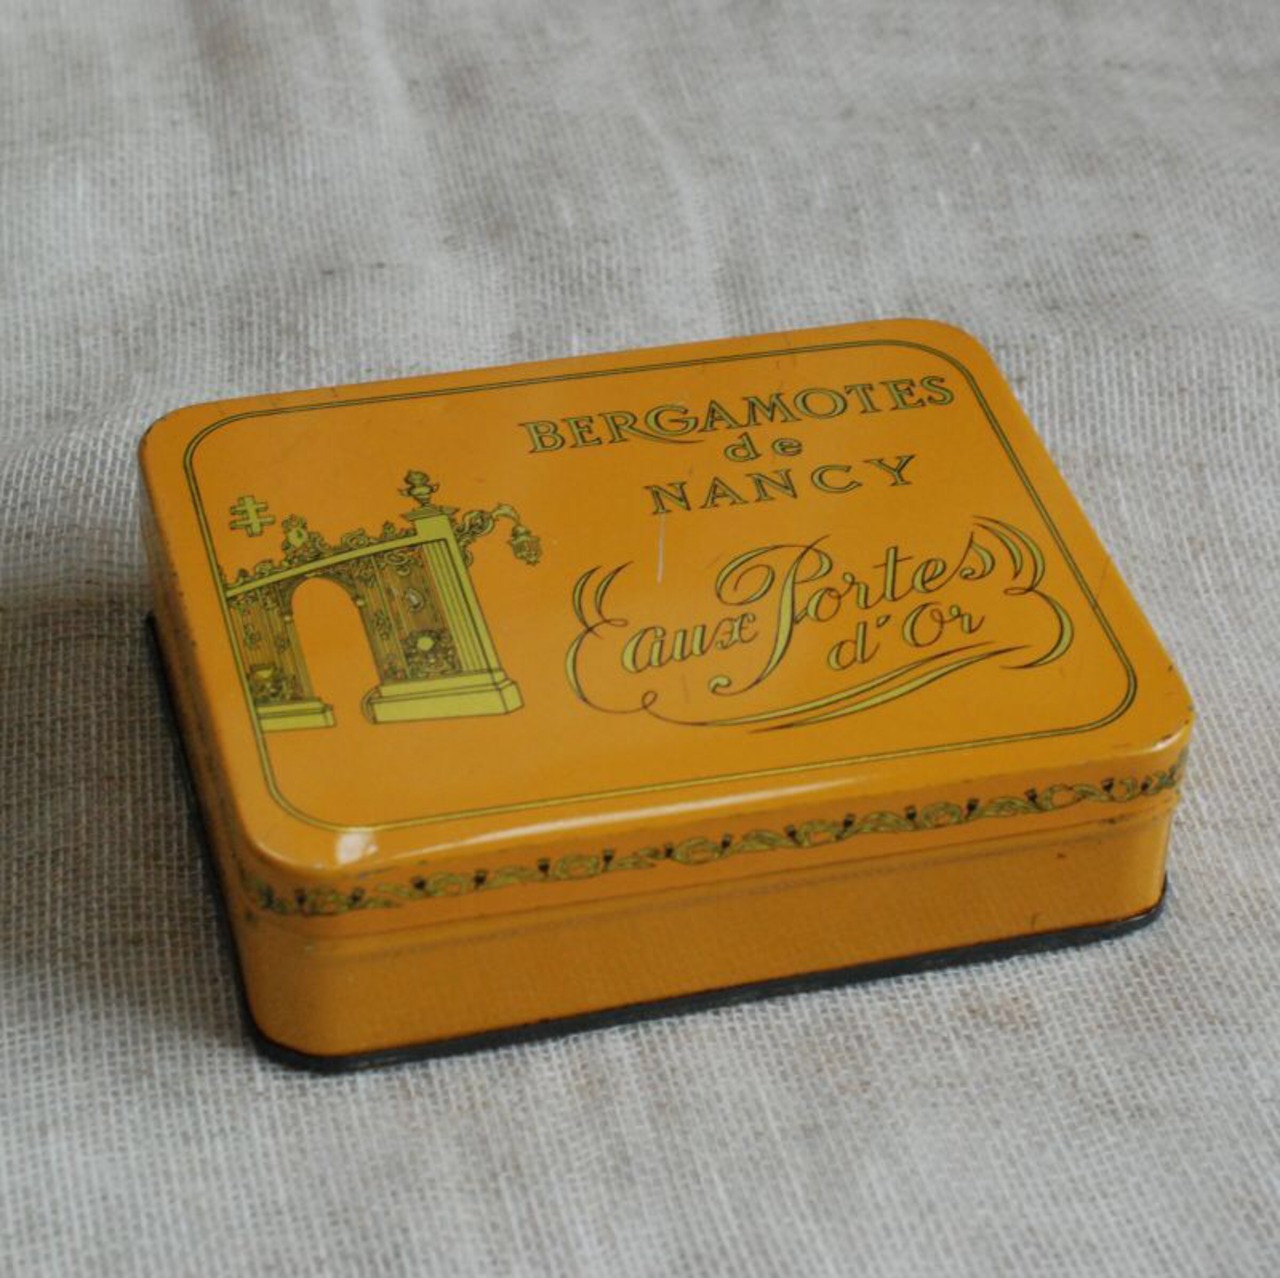 BERGAMOTES
de
NANCY
aux Portes
d'Or